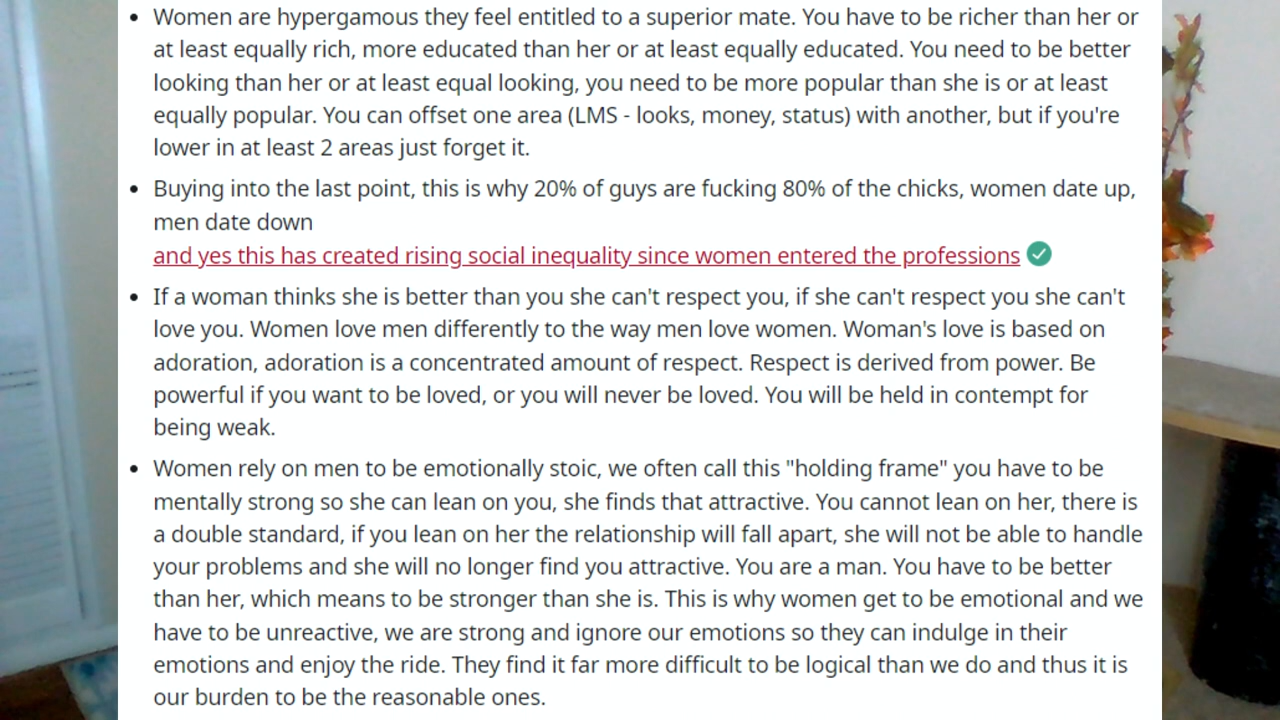 Women are hypergamous they feel entitled to a superior mate. You have to be richer than her or
at least equally rich, more educated than her or at least equally educated. You need to be better
looking than her or at least equal looking, you need to be more popular than she is or at least
equally popular. You can offset one area (LMS - looks, money, status) with another, but if you're
lower in at least 2 areas just forget it.
Buying into the last point, this is why 20% of guys are fucking 80% of the chicks, women date up,
men date down
and yes this has created rising social inequality since women entered the professions
If a woman thinks she is better than you she can't respect you, if she can't respect you she can't
love you. Women love men differently to the way men love women. Woman's love is based on
adoration, adoration is a concentrated amount of respect. Respect is derived from power. Be
powerful if you want to be loved, or you will never be loved. You will be held in contempt for
being weak.
Women rely on men to be emotionally stoic, we often call this "holding frame" you have to be
mentally strong so she can lean on you, she finds that attractive. You cannot lean on her, there is
a double standard, if you lean on her the relationship will fall apart, she will not be able to handle
your problems and she will no longer find you attractive. You are a man. You have to be better
than her, which means to be stronger than she is. This is why women get to be emotional and we
have to be unreactive, we are strong and ignore our emotions so they can indulge in their
emotions and enjoy the ride. They find it far more difficult to be logical than we do and thus it is
our burden to be the reasonable ones.